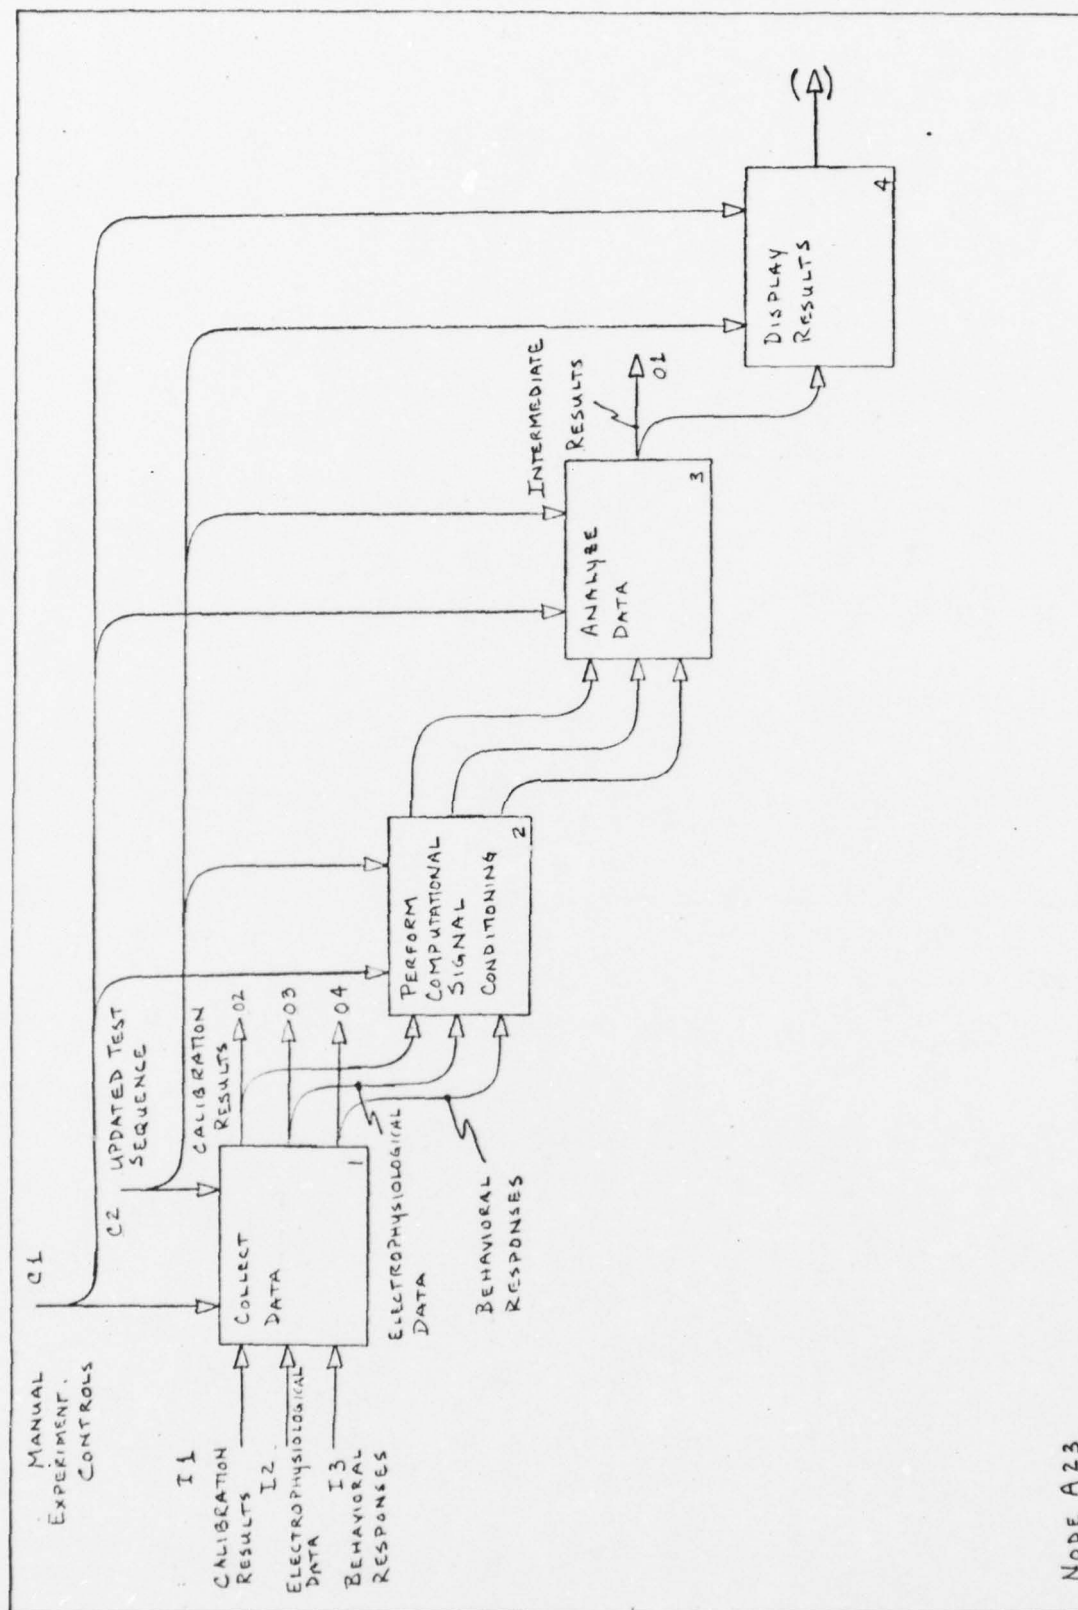 MANUAL
EXPERIMENT.
CONTROLS
C1
C2
UPDATED TEST
SEQUENCE
I1
CALIBRATION
RESULTS
I2
ELECTROPHYSIOLOGICAL
DATA
I3
BEHAVIORAL
RESPONSES
COLLECT
DATA
1
CALIBRATION
RESULTS
O2
O3
O4
ELECTROPHYSIOLOGICAL
DATA
BEHAVIORAL
RESPONSES
PERFORM
COMPUTATIONAL
SIGNAL
CONDITIONING
2
ANALYZE
DATA
3
INTERMEDIATE
RESULTS
O1
DISPLAY
RESULTS
4
( )
NODE A23